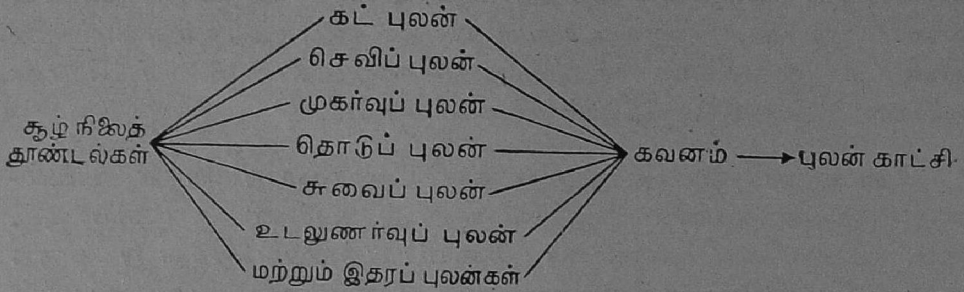 கட் புலன்
செவிப் புலன்
முகர்வுப் புலன்
சூழ் நிலைத்
தூண்டல்கள்
தொடுப் புலன்
கவனம்
புலன் காட்சி
சுவைப் புலன்
உடலுணர்வுப் புலன்
மற்றும் இதரப் புலன்கள்